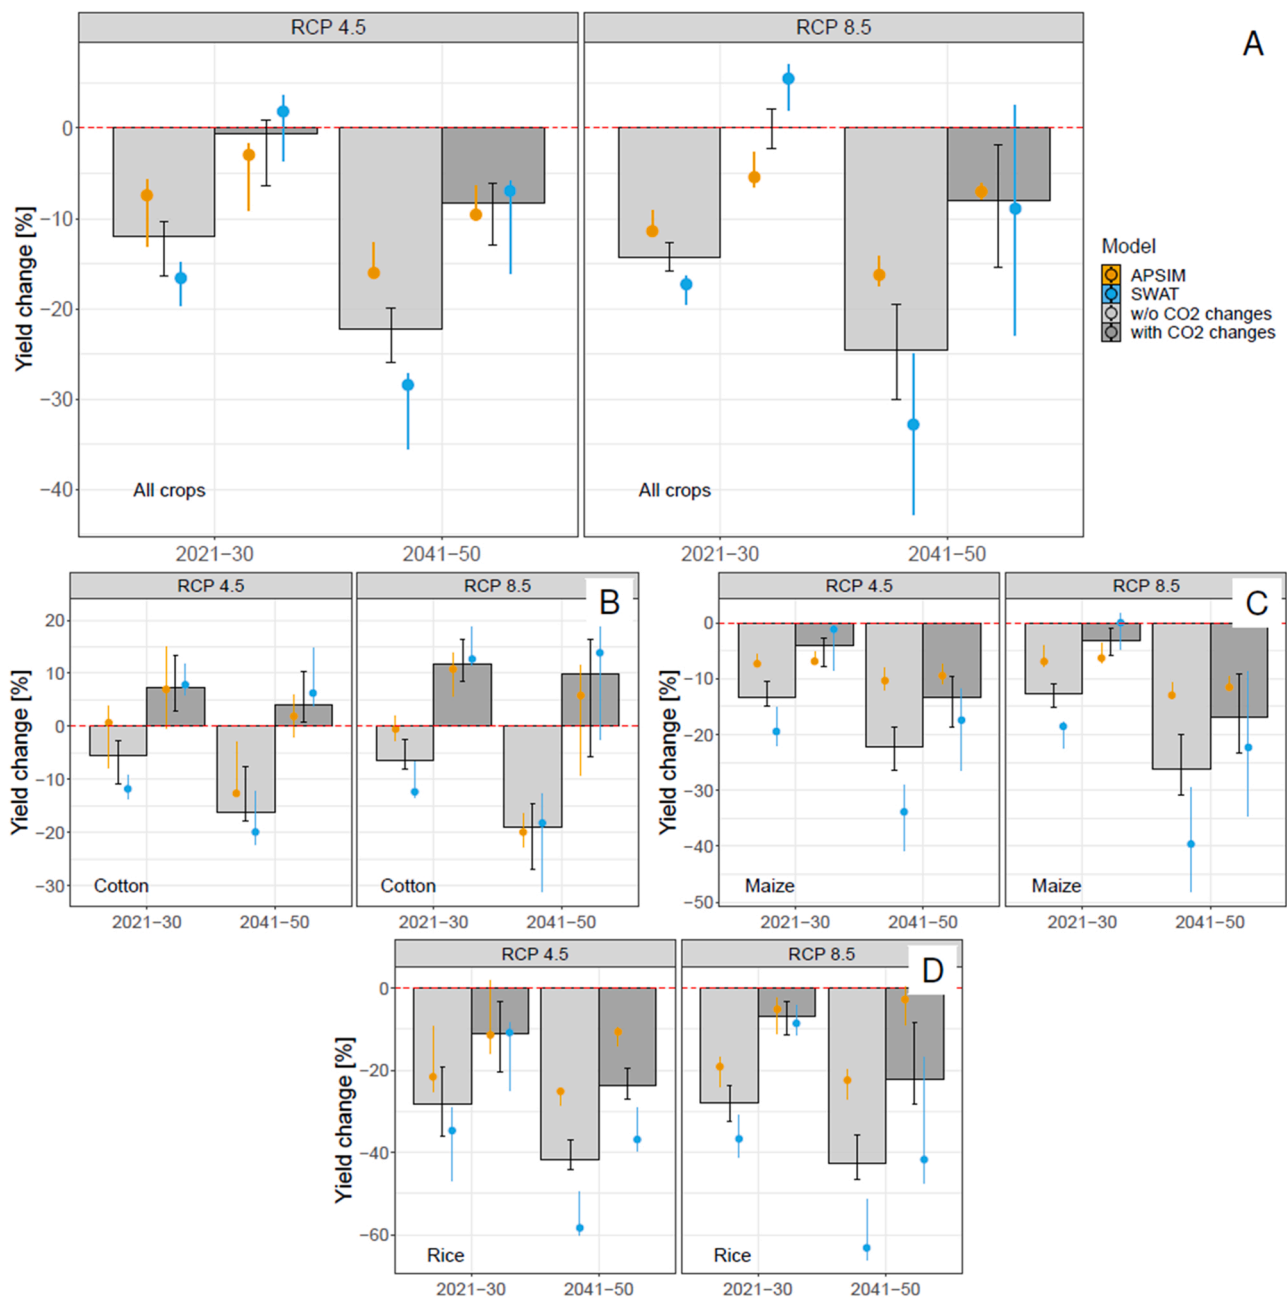 RCP 4.5
RCP 8.5
A
0
−10
−20
−30
−40
Yield change [%]
All crops
All crops
2021−30
2041−50
2021−30
2041−50
Model
APSIM
SWAT
w/o CO2 changes
with CO2 changes
RCP 4.5
RCP 8.5
B
20
10
0
−10
−20
−30
Yield change [%]
Cotton
Cotton
2021−30
2041−50
2021−30
2041−50
RCP 4.5
RCP 8.5
C
0
−10
−20
−30
−40
−50
Yield change [%]
Maize
Maize
2021−30
2041−50
2021−30
2041−50
RCP 4.5
RCP 8.5
D
0
−20
−40
−60
Yield change [%]
Rice
Rice
2021−30
2041−50
2021−30
2041−50